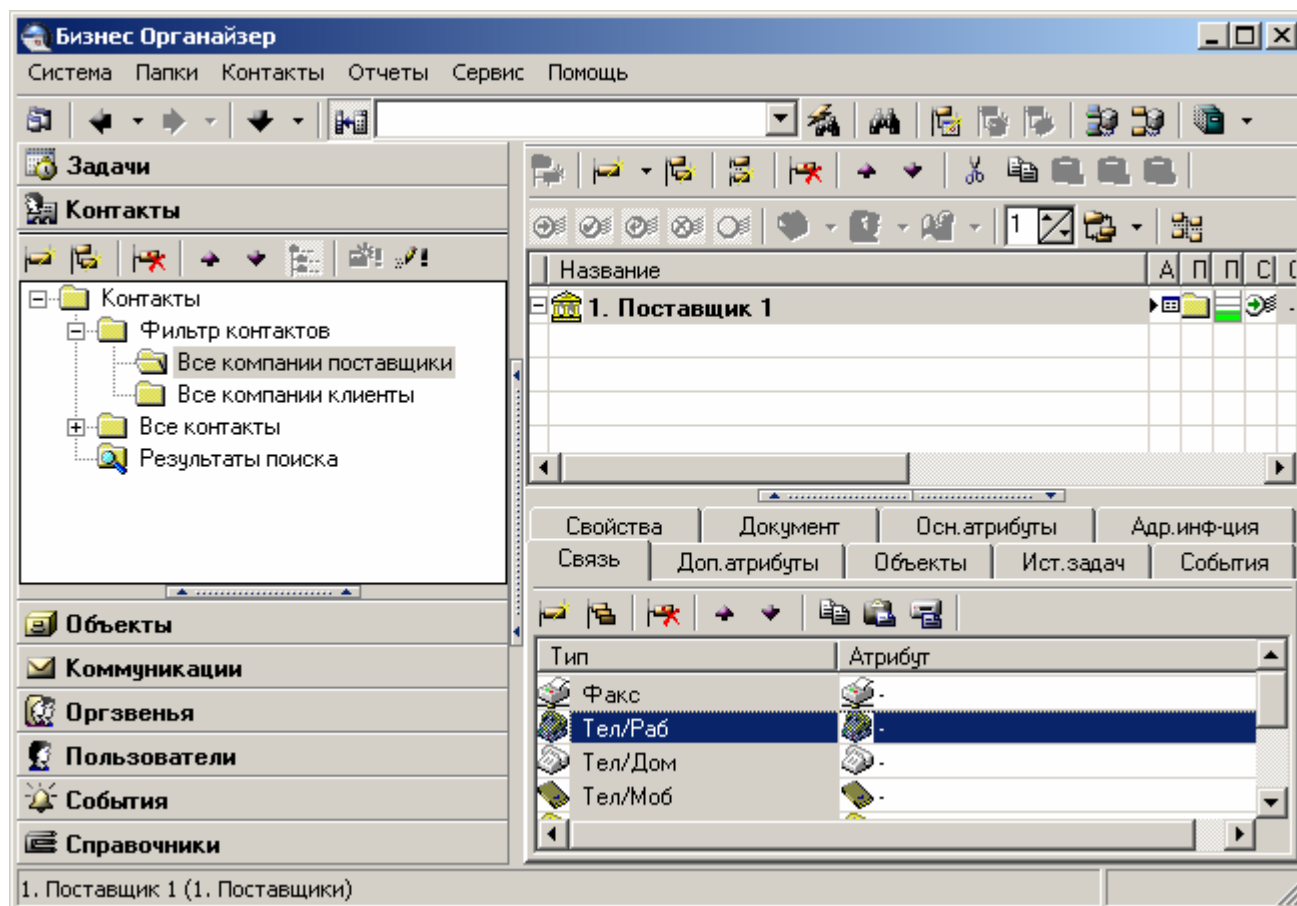 Бизнес Органайзер
Система Папки Контакты Отчеты Сервис Помощь
Задачи
Контакты
Контакты
Фильтр контактов
Все компании поставщики
Все компании клиенты
Все контакты
Результаты поиска
Объекты
Коммуникации
Оргзвенья
Пользователи
События
Справочники
1
Название А П П С
1. Поставщик 1
Свойства Документ Осн.атрибуты Адр.инф-ция
Связь Доп.атрибуты Объекты Ист.задач События
Тип Атрибут
Факс -
Тел/Раб -
Тел/Дом -
Тел/Моб -
1. Поставщик 1 (1. Поставщики)